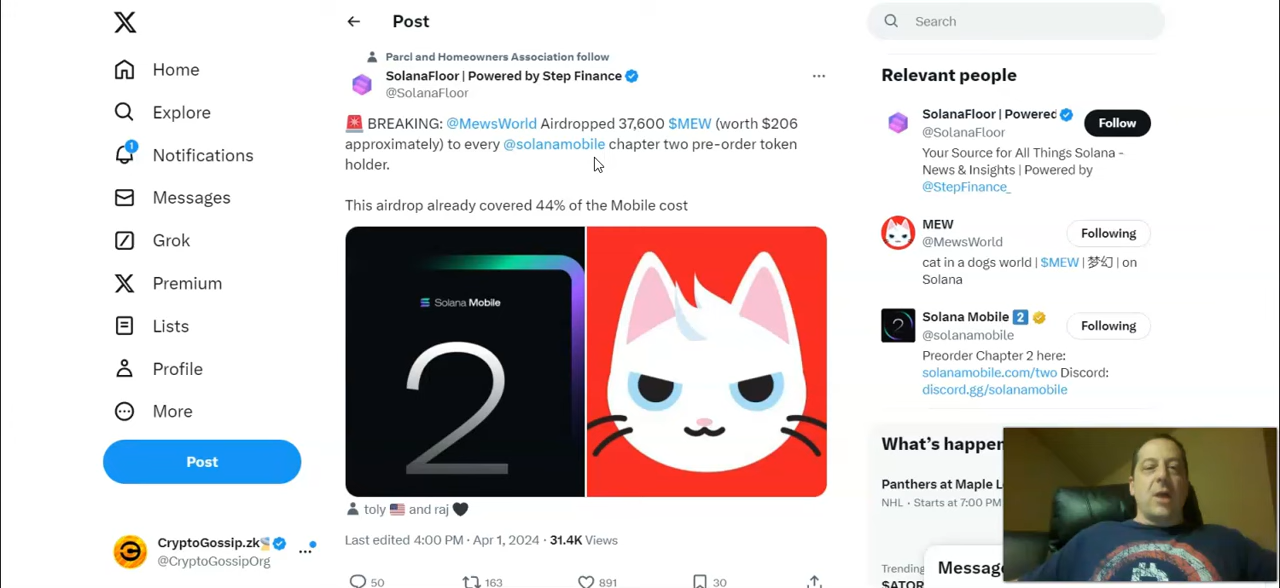 Home
Explore
1
Notifications
Messages
Grok
Premium
Lists
Profile
More
Post
CryptoGossip.zk
@CryptoGossipOrg
Post
Parcl and Homeowners Association follow
SolanaFloor | Powered by Step Finance
@SolanaFloor
🚨 BREAKING: @MewsWorld Airdropped 37,600 $MEW (worth $206
approximately) to every @solanamobile chapter two pre-order token
holder.
This airdrop already covered 44% of the Mobile cost
Solana Mobile
2
toly 🇺🇸 and raj 🖤
Last edited 4:00 PM · Apr 1, 2024 · 31.4K Views
50 163 891 30
Search
Relevant people
SolanaFloor | Powered
@SolanaFloor
Follow
Your Source for All Things Solana -
News & Insights | Powered by
@StepFinance_
MEW
@MewsWorld
Following
cat in a dogs world | $MEW | 梦幻 | on
Solana
Solana Mobile 2
@solanamobile
Following
Preorder Chapter 2 here:
solanamobile.com/two Discord:
discord.gg/solanamobile
What's happen
Panthers at Maple L
NHL · Starts at 7:00 PM
Trending
$ATOR
Messag